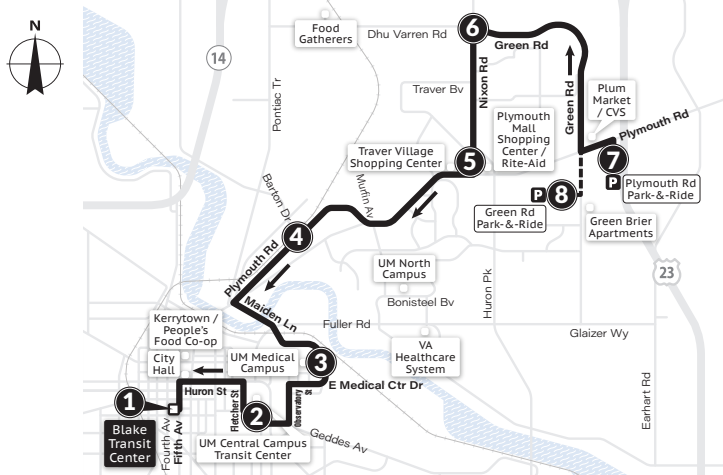 N
14
Food
Gatherers
Dhu Varren Rd
6
Green Rd
Nixon Rd
Green Rd
Pontiac Tr
Traver Bv
Plum
Market
/ CVS
Plymouth
Mall
Shopping
Center /
Rite-Aid
Plymouth Rd
Traver Village
Shopping Center
5
7
P
Plymouth Rd
Park-&-Ride
P
8
Green Rd
Park-&-Ride
Green Brier
Apartments
Barton Dr
Murfin Av
4
Plymouth Rd
UM North
Campus
Huron Pk
23
Bonisteel Bv
Maiden Ln
Fuller Rd
Glaizer Wy
Kerrytown /
People's
Food Co-op
VA
Healthcare
System
City
Hall
UM Medical
Campus
3
E Medical Ctr Dr
Earhart Rd
1
Huron St
Fletcher St
2
Observatory
St
Blake
Transit
Center
Fourth Av
Fifth Av
UM Central Campus
Transit Center
Geddes Av